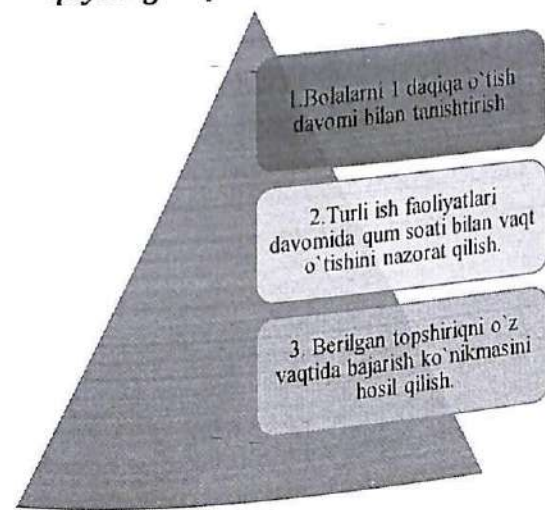 1.Bolalarni 1 daqiqa o`tish
davomi bilan tanishtirish
2.Turli ish faoliyatlari
davomida qum soati bilan vaqt
o`tishini nazorat qilish.
3. Berilgan topshiriqni o`z
vaqtida bajarish ko`nikmasini
hosil qilish.